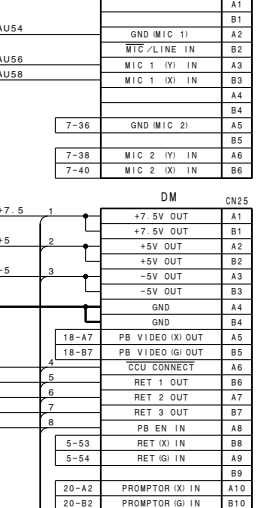 A1
B1
AU54 GND (MIC 1) A2
MIC/LINE IN B2
AU56 MIC 1 (Y) IN A3
AU58 MIC 1 (X) IN B3
A4
B4
7-36 GND (MIC 2) A5
B5
7-38 MIC 2 (Y) IN A6
7-40 MIC 2 (X) IN B6
DM CN25
+7.5 1 +7.5V OUT A1
+7.5V OUT B1
+5 2 +5V OUT A2
+5V OUT B2
-5 3 -5V OUT A3
-5V OUT B3
GND A4
GND B4
18-A7 PB VIDEO (X) OUT A5
18-B7 PB VIDEO (G) OUT B5
4 CCU CONNECT A6
5 RET 1 OUT B6
6 RET 2 OUT A7
7 RET 3 OUT B7
8 PB EN IN A8
5-53 RET (X) IN B8
5-54 RET (G) IN A9
B9
20-A2 PROMPTOR (X) IN A10
20-B2 PROMPTOR (G) IN B10